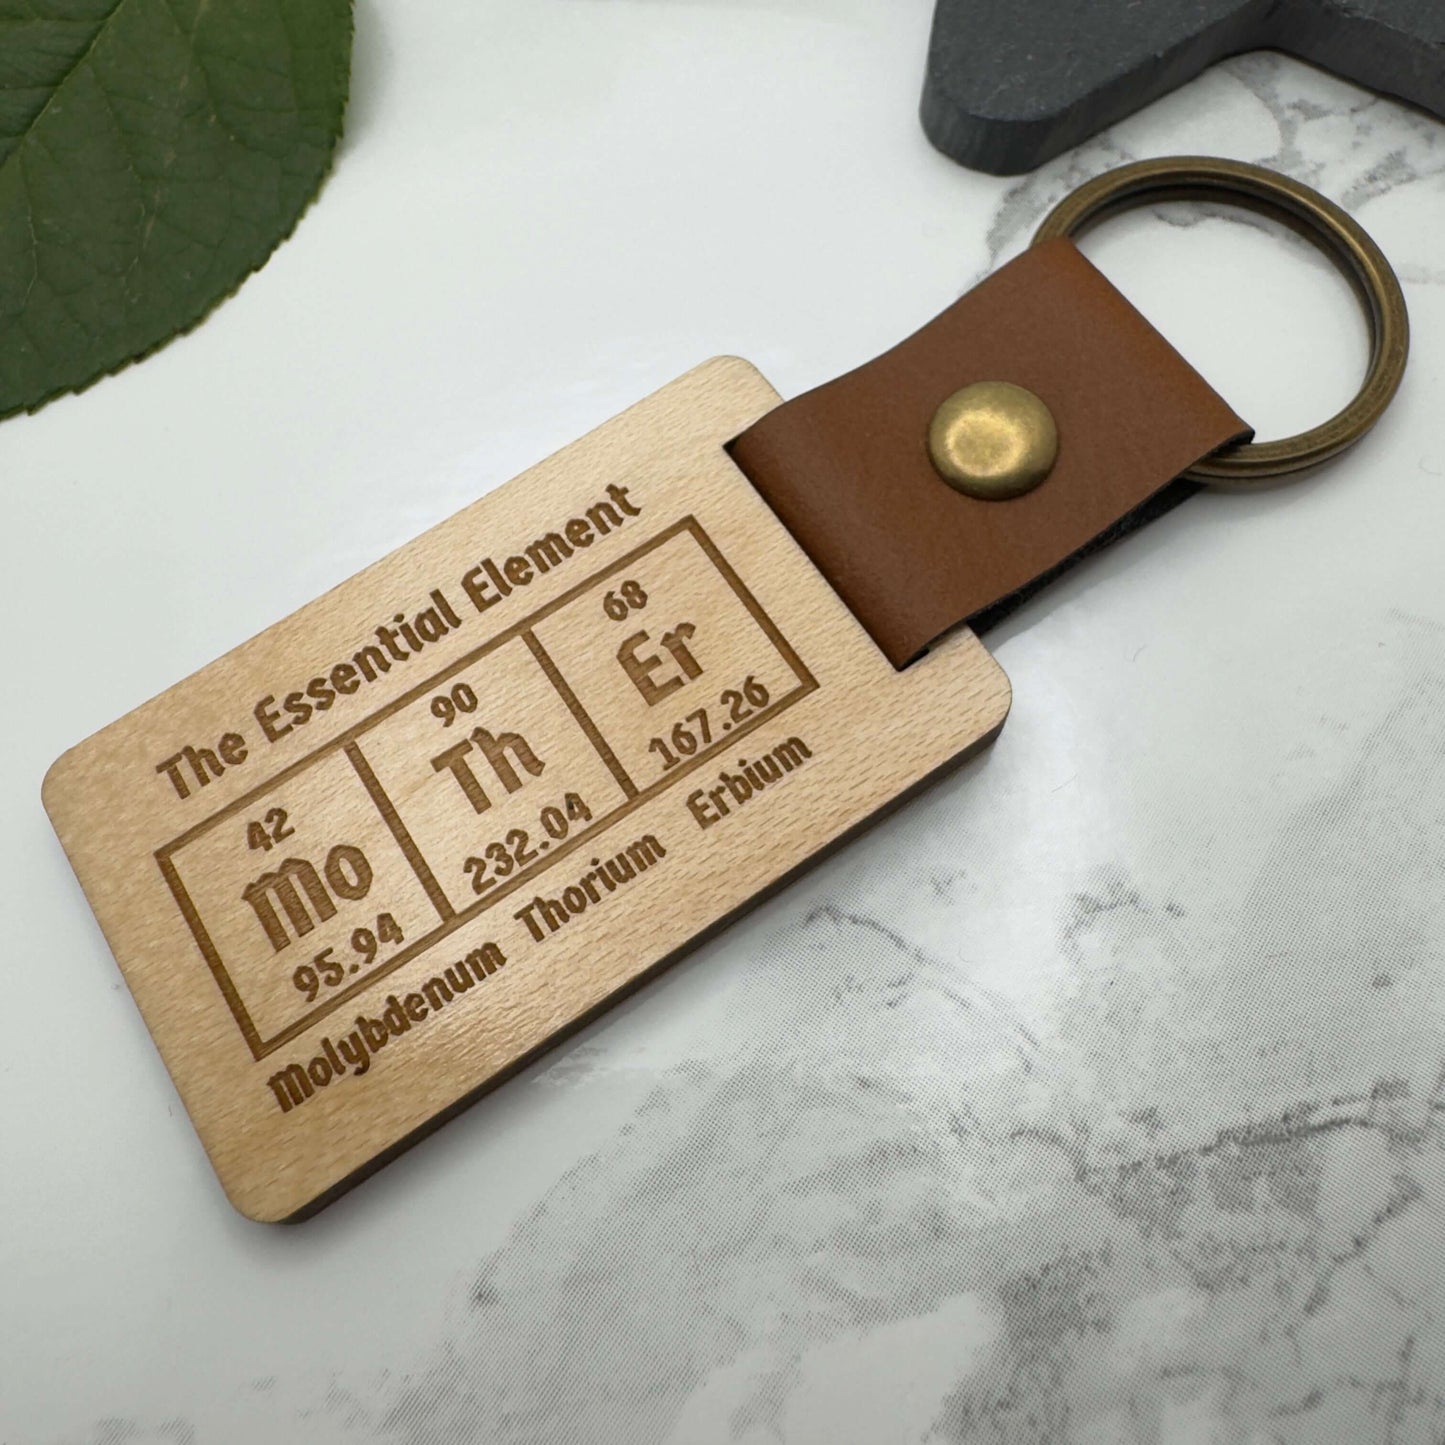 The Essential Element
42 90 68
Mo Th Er
95.94 232.04 167.26
Molybdenum Thorium Erbium